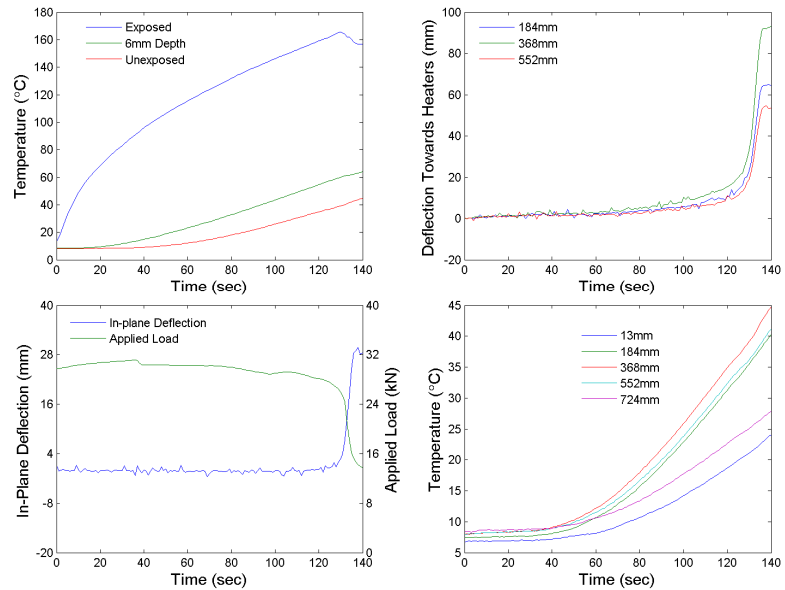 180
160
140
120
100
80
60
40
20
0
Temperature (°C)
Exposed
6mm Depth
Unexposed
0 20 40 60 80 100 120 140
Time (sec)
100
80
60
40
20
0
-20
Deflection Towards Heaters (mm)
184mm
368mm
552mm
0 20 40 60 80 100 120 140
Time (sec)
40
28
16
4
-8
-20
In-Plane Deflection (mm)
In-plane Deflection
Applied Load
40
32
24
16
8
0
Applied Load (kN)
0 20 40 60 80 100 120 140
Time (sec)
45
40
35
30
25
20
15
10
5
Temperature (°C)
13mm
184mm
368mm
552mm
724mm
0 20 40 60 80 100 120 140
Time (sec)